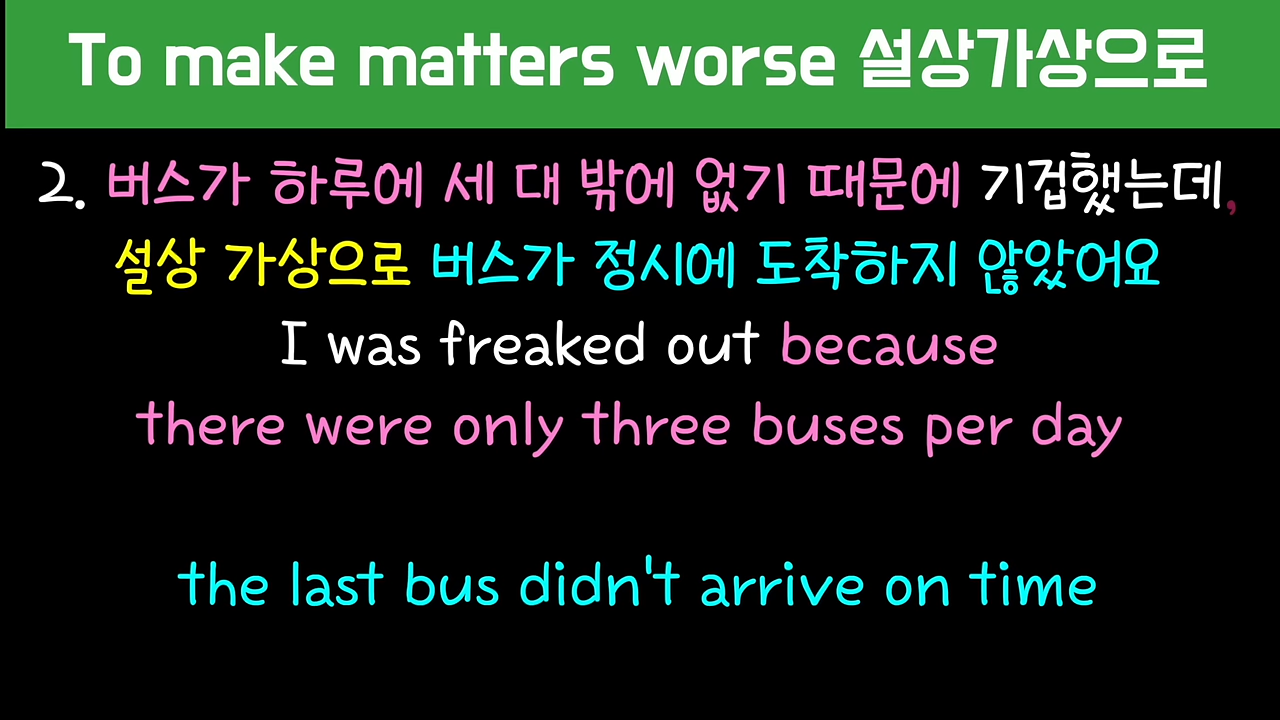 To make matters worse 설상가상으로
2. 버스가 하루에 세 대 밖에 없기 때문에 기겁했는데,
설상 가상으로 버스가 정시에 도착하지 않았어요
I was freaked out because
there were only three buses per day
the last bus didn't arrive on time